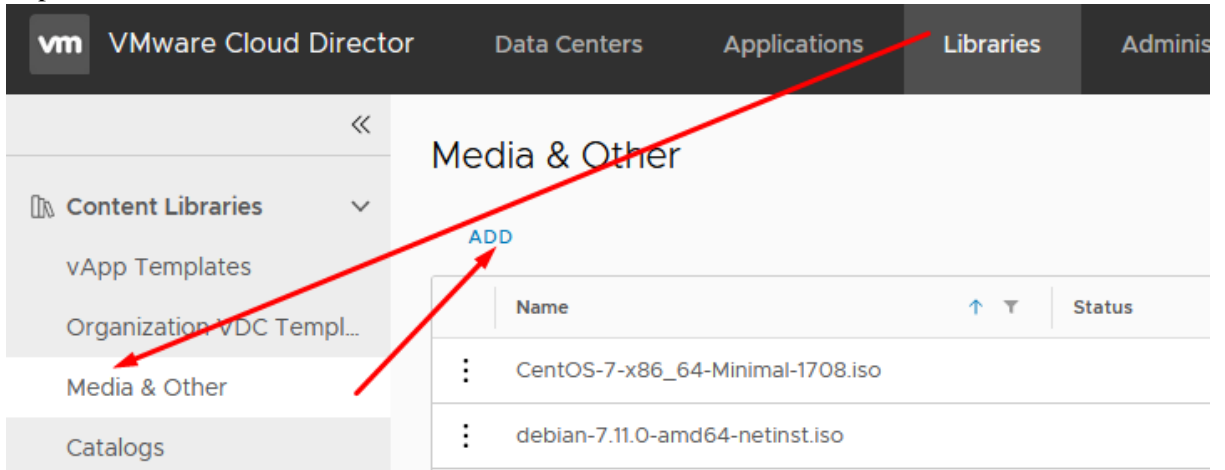 vm VMware Cloud Director Data Centers Applications Libraries Adminis
Media & Other
Content Libraries
ADD
vApp Templates
Name Status
Organization VDC Templ...
CentOS-7-x86_64-Minimal-1708.iso
Media & Other
debian-7.11.0-amd64-netinst.iso
Catalogs